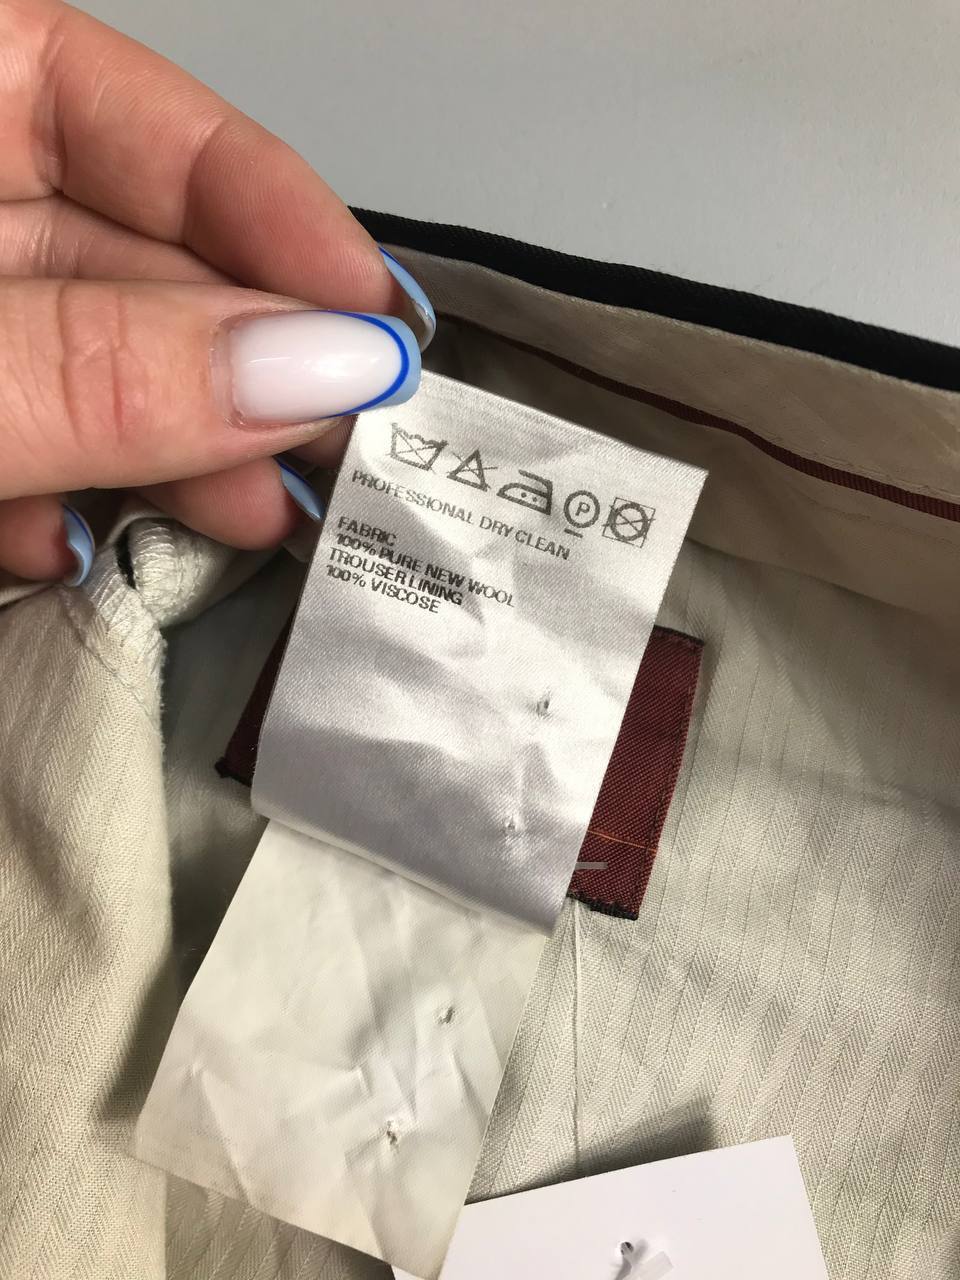 P
PROFESSIONAL DRY CLEAN
FABRIC
100% PURE NEW WOOL
TROUSER LINING
100% VISCOSE